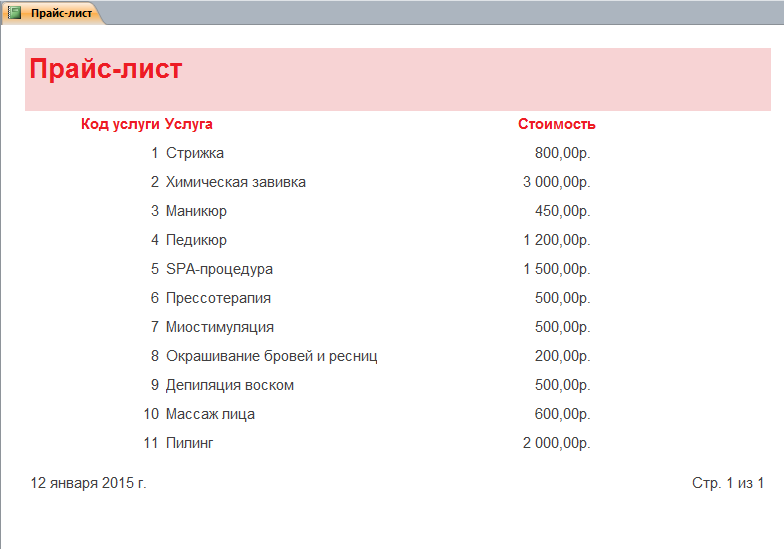 Прайс-лист
Прайс-лист
Код услуги Услуга Стоимость
1 Стрижка 800,00р.
2 Химическая завивка 3 000,00р.
3 Маникюр 450,00р.
4 Педикюр 1 200,00р.
5 SPA-процедура 1 500,00р.
6 Прессотерапия 500,00р.
7 Миостимуляция 500,00р.
8 Окрашивание бровей и ресниц 200,00р.
9 Депиляция воском 500,00р.
10 Массаж лица 600,00р.
11 Пилинг 2 000,00р.
12 января 2015 г. Стр. 1 из 1